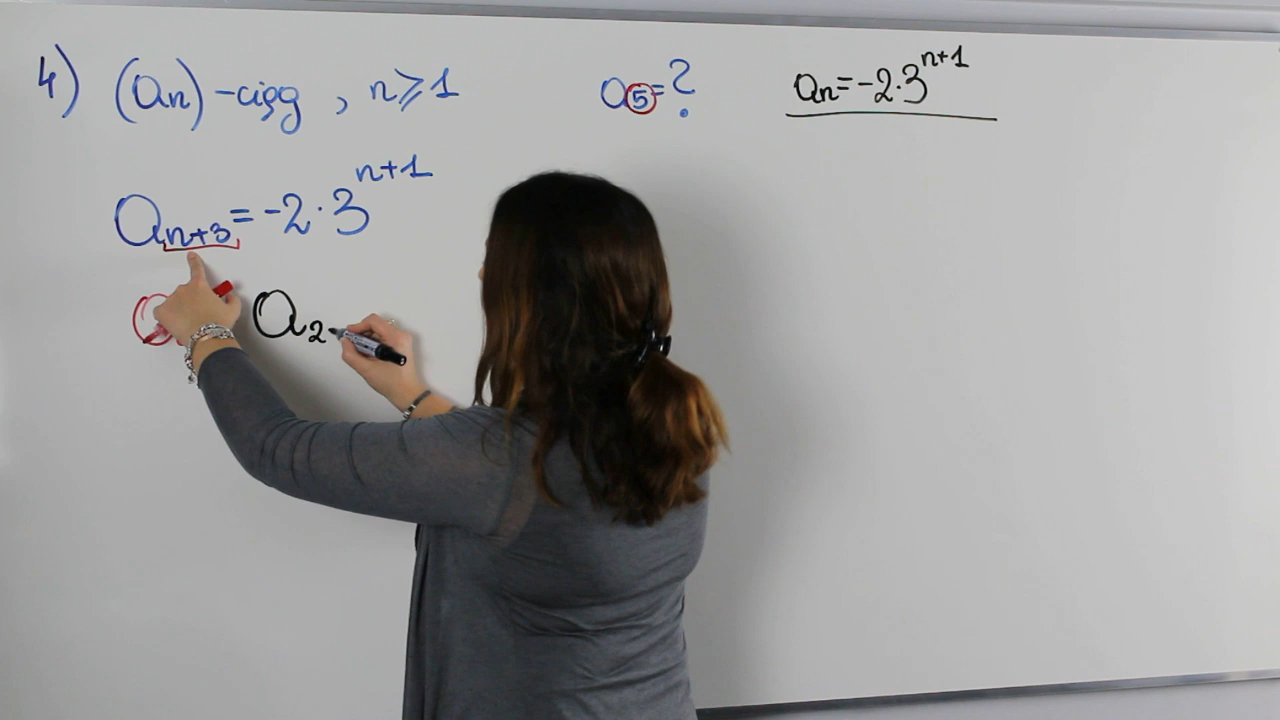 4) (an) - ciąg, n ⩾ 1
a5 = ?
an = -2·3^{n+1}
an+3 = -2·3^{n+1}
a2